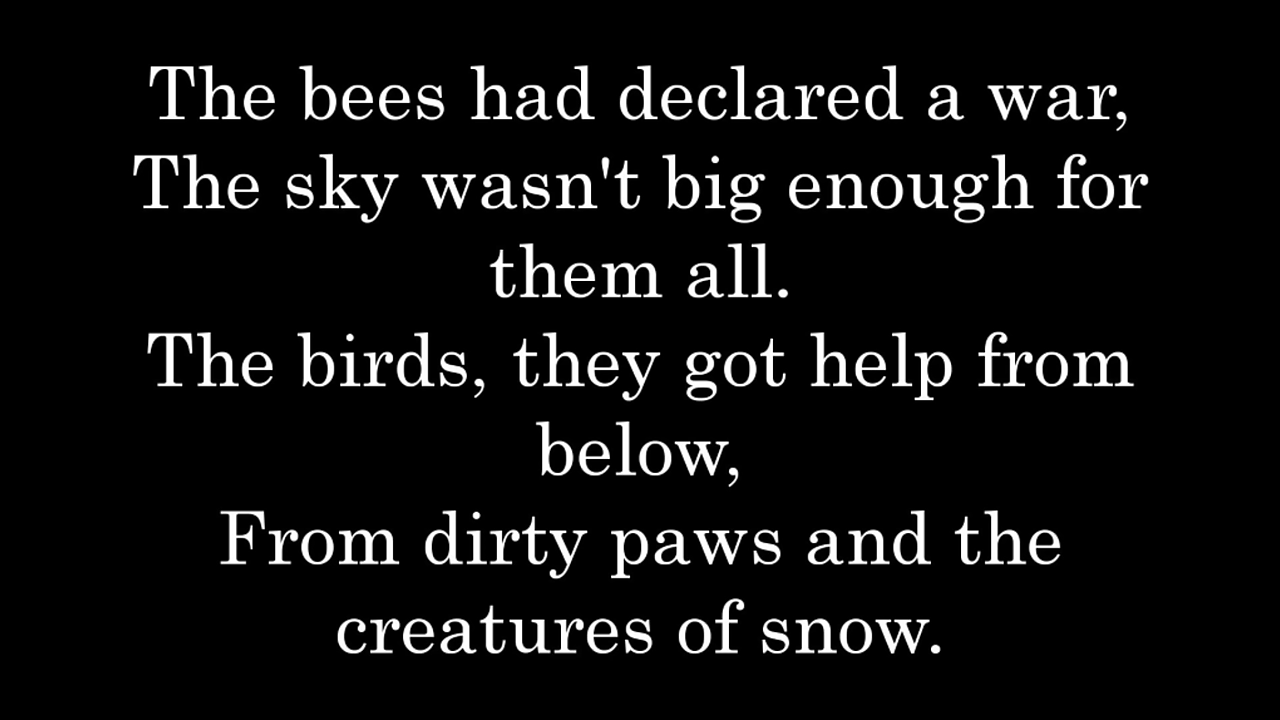 The bees had declared a war,
The sky wasn't big enough for
them all.
The birds, they got help from
below,
From dirty paws and the
creatures of snow.